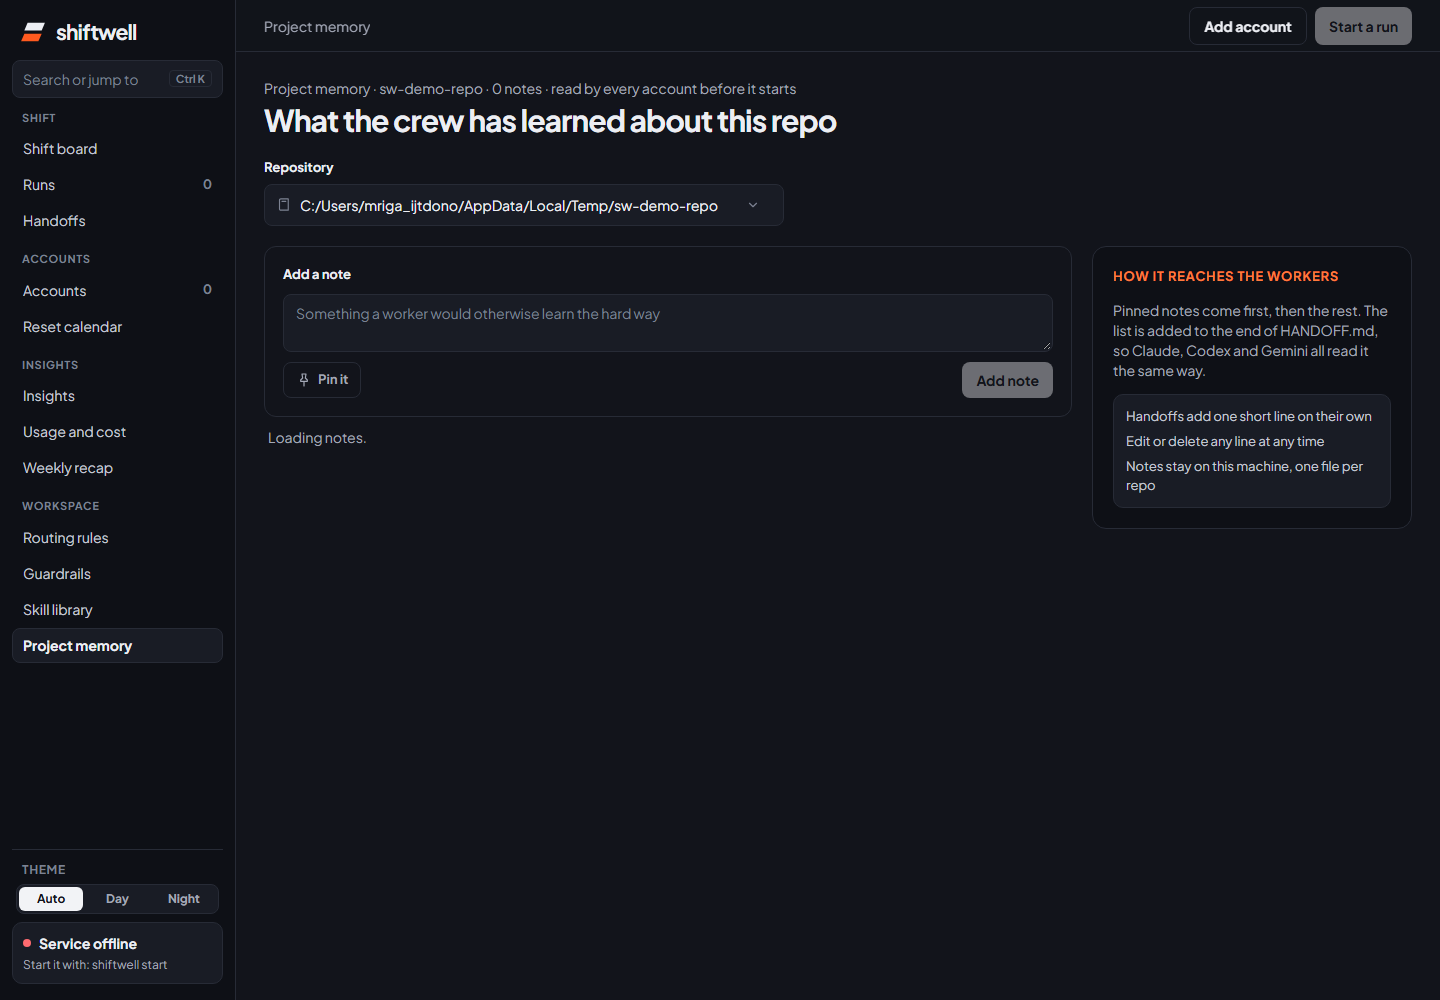 shiftwell
Search or jump to
Ctrl K
SHIFT
Shift board
Runs 0
Handoffs
ACCOUNTS
Accounts 0
Reset calendar
INSIGHTS
Insights
Usage and cost
Weekly recap
WORKSPACE
Routing rules
Guardrails
Skill library
Project memory
THEME
Auto Day Night
Service offline
Start it with: shiftwell start
Project memory
Add account
Start a run
Project memory · sw-demo-repo · 0 notes · read by every account before it starts
What the crew has learned about this repo
Repository
C:/Users/mriga_ijtdono/AppData/Local/Temp/sw-demo-repo
Add a note
Something a worker would otherwise learn the hard way
Pin it
Add note
Loading notes.
HOW IT REACHES THE WORKERS
Pinned notes come first, then the rest. The
list is added to the end of HANDOFF.md,
so Claude, Codex and Gemini all read it
the same way.
Handoffs add one short line on their own
Edit or delete any line at any time
Notes stay on this machine, one file per
repo